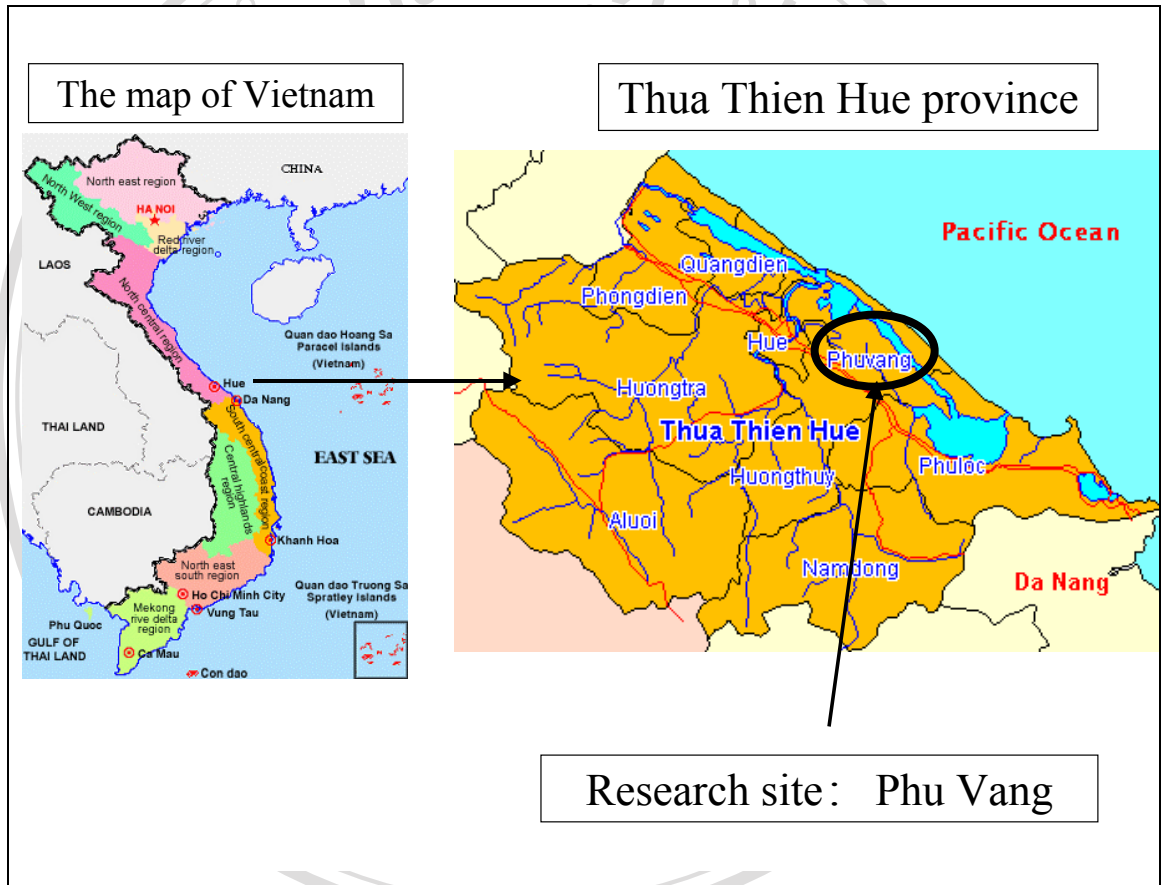 The map of Vietnam
Thua Thien Hue province
CHINA
North east region
North West region
HA NOI
Red river
delta region
LAOS
North central region
Quan dao Hoang Sa
Paracel Islands
(Vietnam)
Hue
Da Nang
THAI LAND
South central coast region
Central highlands
region
EAST SEA
CAMBODIA
Khanh Hoa
North east
south region
Quan dao Truong Sa
Spratley Islands
(Vietnam)
Ho Chi Minh City
Vung Tau
Mekong
rive delta
region
Phu Quoc
GULF OF
THAI LAND
Ca Mau
Con dao
Pacific Ocean
Quangdien
Phongdien
Hue
Phuvang
Huongtra
Thua Thien Hue
Phuloc
Huongthuy
Aluoi
Namdong
Da Nang
Research site: Phu Vang